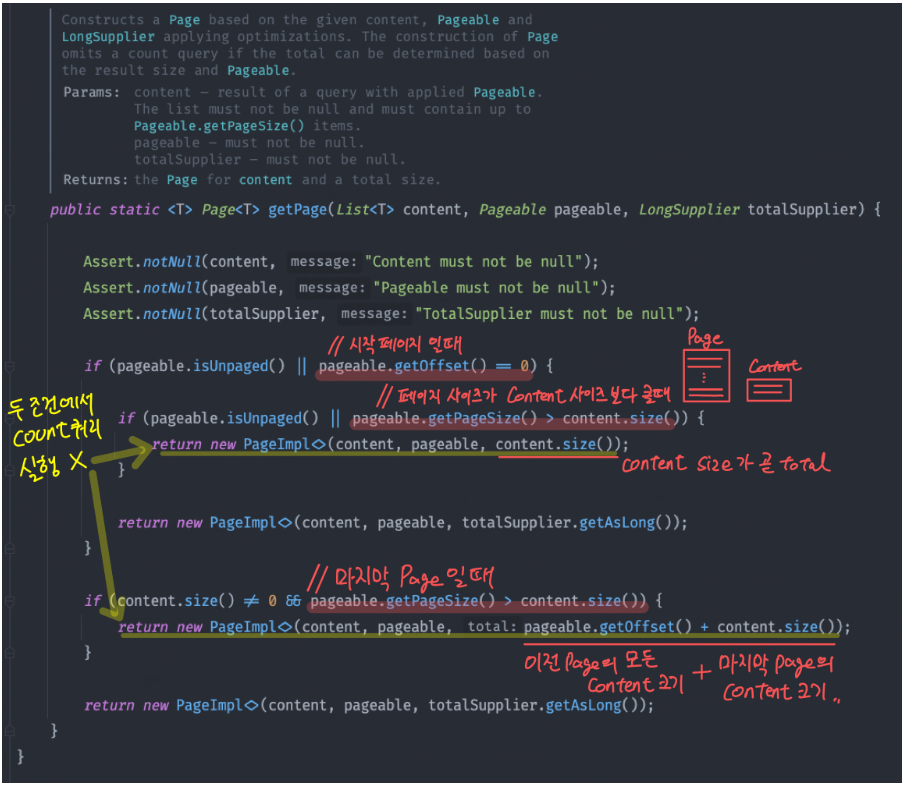 Constructs a Page based on the given content, Pageable and
LongSupplier applying optimizations. The construction of Page
omits a count query if the total can be determined based on
the result size and Pageable.
Params: content – result of a query with applied Pageable.
The list must not be null and must contain up to
Pageable.getPageSize() items.
pageable – must not be null.
totalSupplier – must not be null.
Returns: the Page for content and a total size.
public static <T> Page<T> getPage(List<T> content, Pageable pageable, LongSupplier totalSupplier) {
Assert.notNull(content, message: "Content must not be null");
Assert.notNull(pageable, message: "Pageable must not be null");
Assert.notNull(totalSupplier, message: "TotalSupplier must not be null");
// 시작 페이지 일때
Page
Content
if (pageable.isUnpaged() || pageable.getOffset() == 0) {
// 페이지 사이즈가 Content 사이즈 보다 클때
if (pageable.isUnpaged() || pageable.getPageSize() > content.size()) {
두 조건에서
Count 쿼리
실행 X
return new PageImpl<>(content, pageable, content.size());
Content size가 곧 total
}
return new PageImpl<>(content, pageable, totalSupplier.getAsLong());
}
// 마지막 Page 일때
if (content.size() ≠ 0 && pageable.getPageSize() > content.size()) {
return new PageImpl<>(content, pageable, total: pageable.getOffset() + content.size());
}
이전 Page의 모든 Content 크기 + 마지막 Page의 Content 크기..
return new PageImpl<>(content, pageable, totalSupplier.getAsLong());
}
}